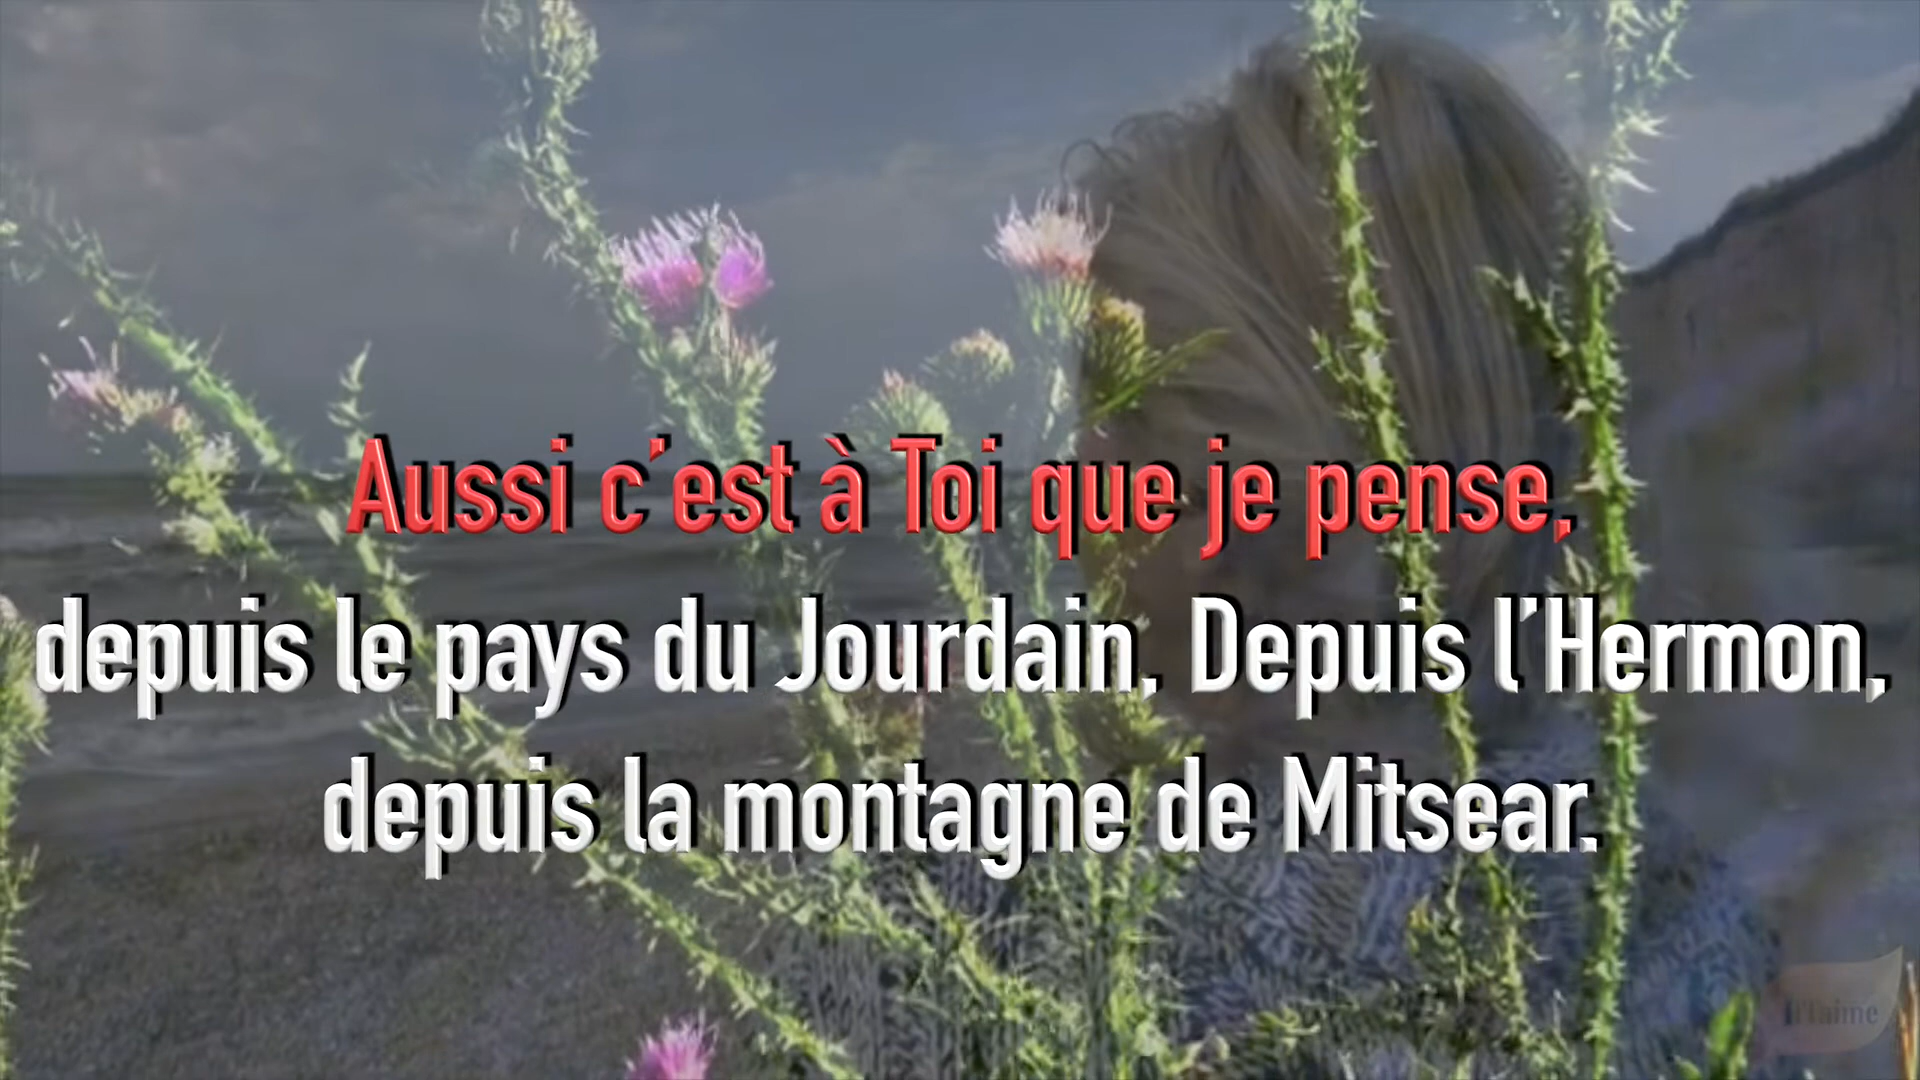 Aussi c'est à Toi que je pense,
depuis le pays du Jourdain, Depuis l'Hermon,
depuis la montagne de Mitsear.